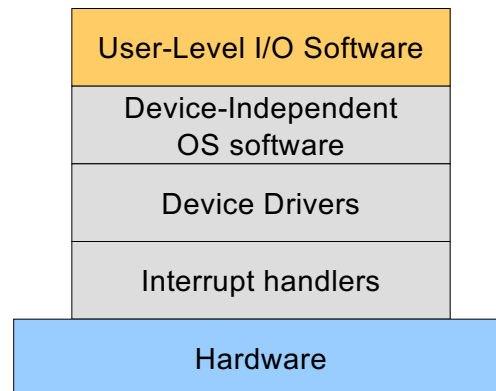 User-Level I/O Software
Device-Independent
OS software
Device Drivers
Interrupt handlers
Hardware